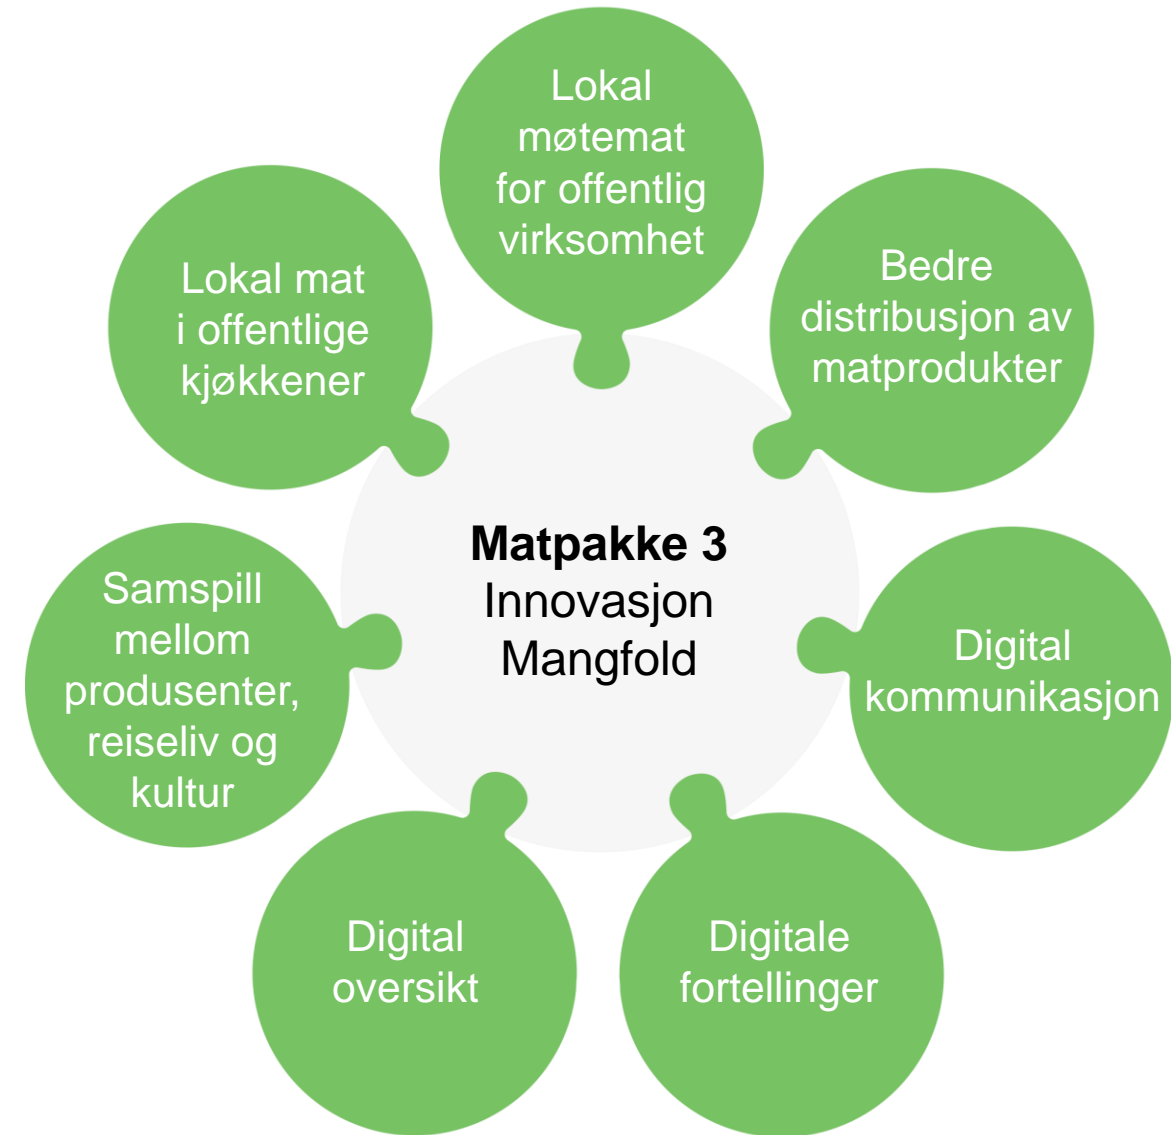 Lokal
møtemat
for offentlig
virksomhet
Bedre
distribusjon av
matprodukter
Digital
kommunikasjon
Digitale
fortellinger
Digital
oversikt
Samspill
mellom
produsenter,
reiseliv og
kultur
Lokal mat
i offentlige
kjøkkener
Matpakke 3
Innovasjon
Mangfold